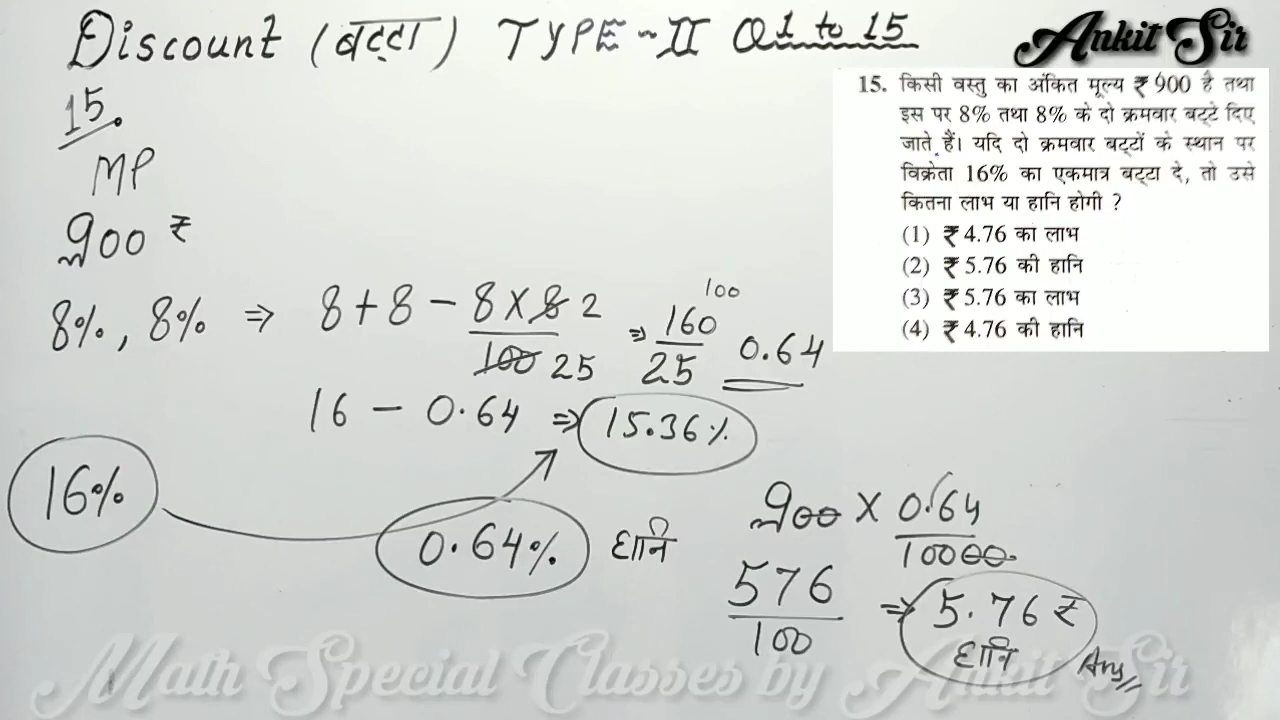 Discount (बट्टा) TYPE-II Q 1 to 15
Ankit Sir
15. किसी वस्तु का अंकित मूल्य ₹ 900 है तथा
इस पर 8% तथा 8% के दो क्रमवार बट्टे दिए
जाते हैं। यदि दो क्रमवार बट्टों के स्थान पर
विक्रेता 16% का एकमात्र बट्टा दे, तो उसे
कितना लाभ या हानि होगी ?
(1) ₹ 4.76 का लाभ
(2) ₹ 5.76 की हानि
(3) ₹ 5.76 का लाभ
(4) ₹ 4.76 की हानि
15.
MP
900 ₹
8%, 8% ⇒ 8 + 8 - 8 × 8 2
100 25
⇒ 160 100
25
0.64
16 - 0.64 ⇒ 15.36%
16%
0.64% हानि
900 × 0.64
10000
576
100
⇒ 5.76 ₹
हानि Ans
Math Special Classes by Ankit Sir